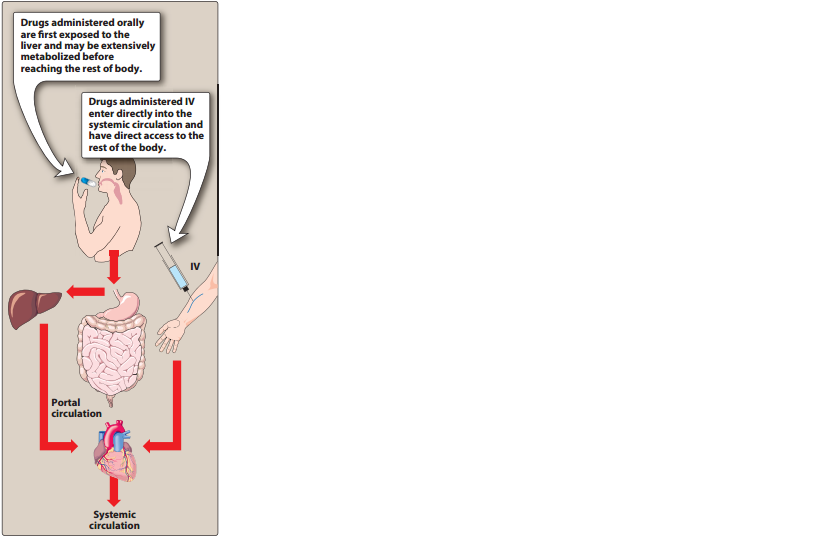 Drugs administered orally
are first exposed to the
liver and may be extensively
metabolized before
reaching the rest of body.
Drugs administered IV
enter directly into the
systemic circulation and
have direct access to the
rest of the body.
IV
Portal
circulation
Systemic
circulation